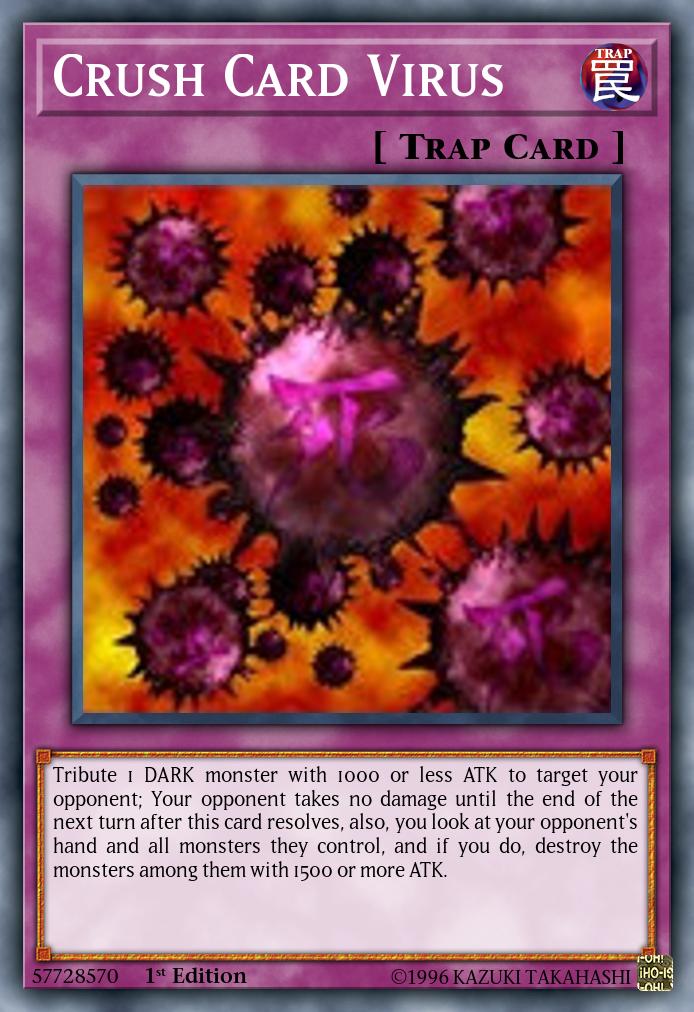 Crush Card Virus
TRAP
罠
[ Trap Card ]
死
死
Tribute 1 DARK monster with 1000 or less ATK to target your
opponent; Your opponent takes no damage until the end of the
next turn after this card resolves, also, you look at your opponent's
hand and all monsters they control, and if you do, destroy the
monsters among them with 1500 or more ATK.
57728570 1st Edition ©1996 KAZUKI TAKAHASHI